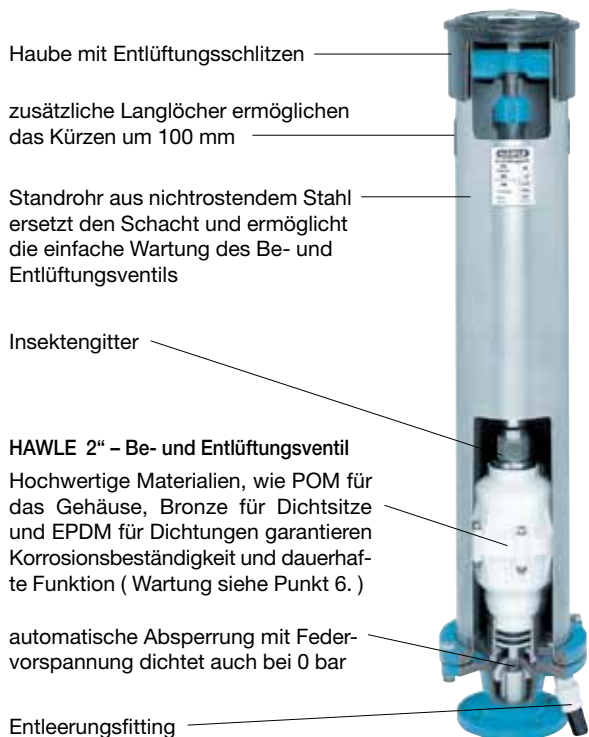 Haube mit Entlüftungsschlitzen
zusätzliche Langlöcher ermöglichen
das Kürzen um 100 mm
Standrohr aus nichtrostendem Stahl
ersetzt den Schacht und ermöglicht
die einfache Wartung des Be- und
Entlüftungsventils
Insektengitter
HAWLE 2“ – Be- und Entlüftungsventil
Hochwertige Materialien, wie POM für
das Gehäuse, Bronze für Dichtsitze
und EPDM für Dichtungen garantieren
Korrosionsbeständigkeit und dauerhaf-
te Funktion ( Wartung siehe Punkt 6. )
automatische Absperrung mit Feder-
vorspannung dichtet auch bei 0 bar
Entleerungsfitting